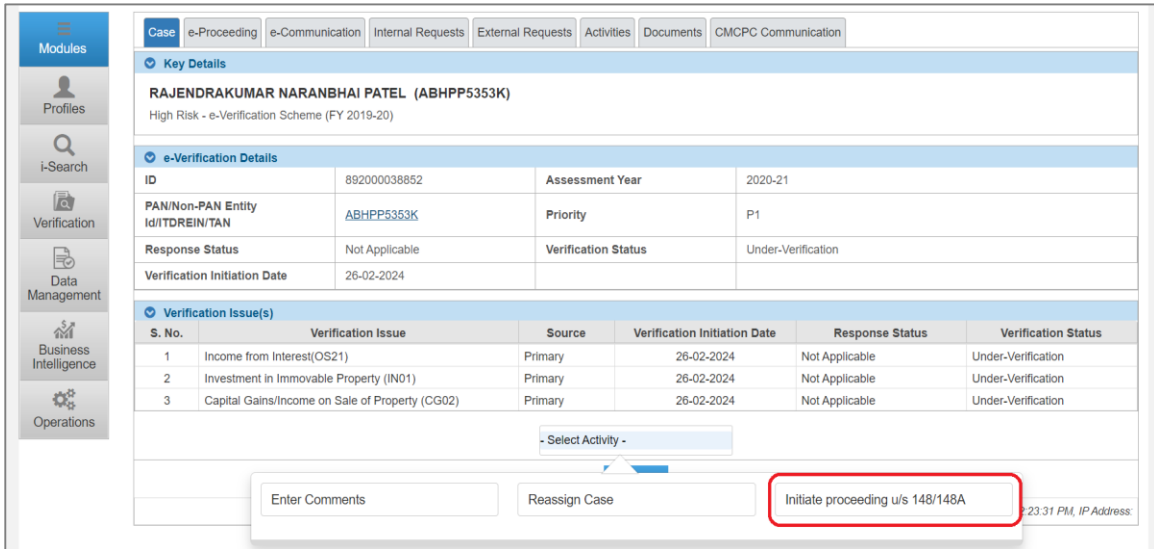 Modules
Profiles
i-Search
Verification
Data
Management
Business
Intelligence
Operations
Case e-Proceeding e-Communication Internal Requests External Requests Activities Documents CMCPC Communication
Key Details
RAJENDRAKUMAR NARANBHAI PATEL (ABHPP5353K)
High Risk - e-Verification Scheme (FY 2019-20)
e-Verification Details
ID 892000038852 Assessment Year 2020-21
PAN/Non-PAN Entity
Id/ITDREIN/TAN ABHPP5353K Priority P1
Response Status Not Applicable Verification Status Under-Verification
Verification Initiation Date 26-02-2024
Verification Issue(s)
S. No. Verification Issue Source Verification Initiation Date Response Status Verification Status
1 Income from Interest(OS21) Primary 26-02-2024 Not Applicable Under-Verification
2 Investment in Immovable Property (IN01) Primary 26-02-2024 Not Applicable Under-Verification
3 Capital Gains/Income on Sale of Property (CG02) Primary 26-02-2024 Not Applicable Under-Verification
- Select Activity -
Enter Comments Reassign Case Initiate proceeding u/s 148/148A
:23:31 PM, IP Address: